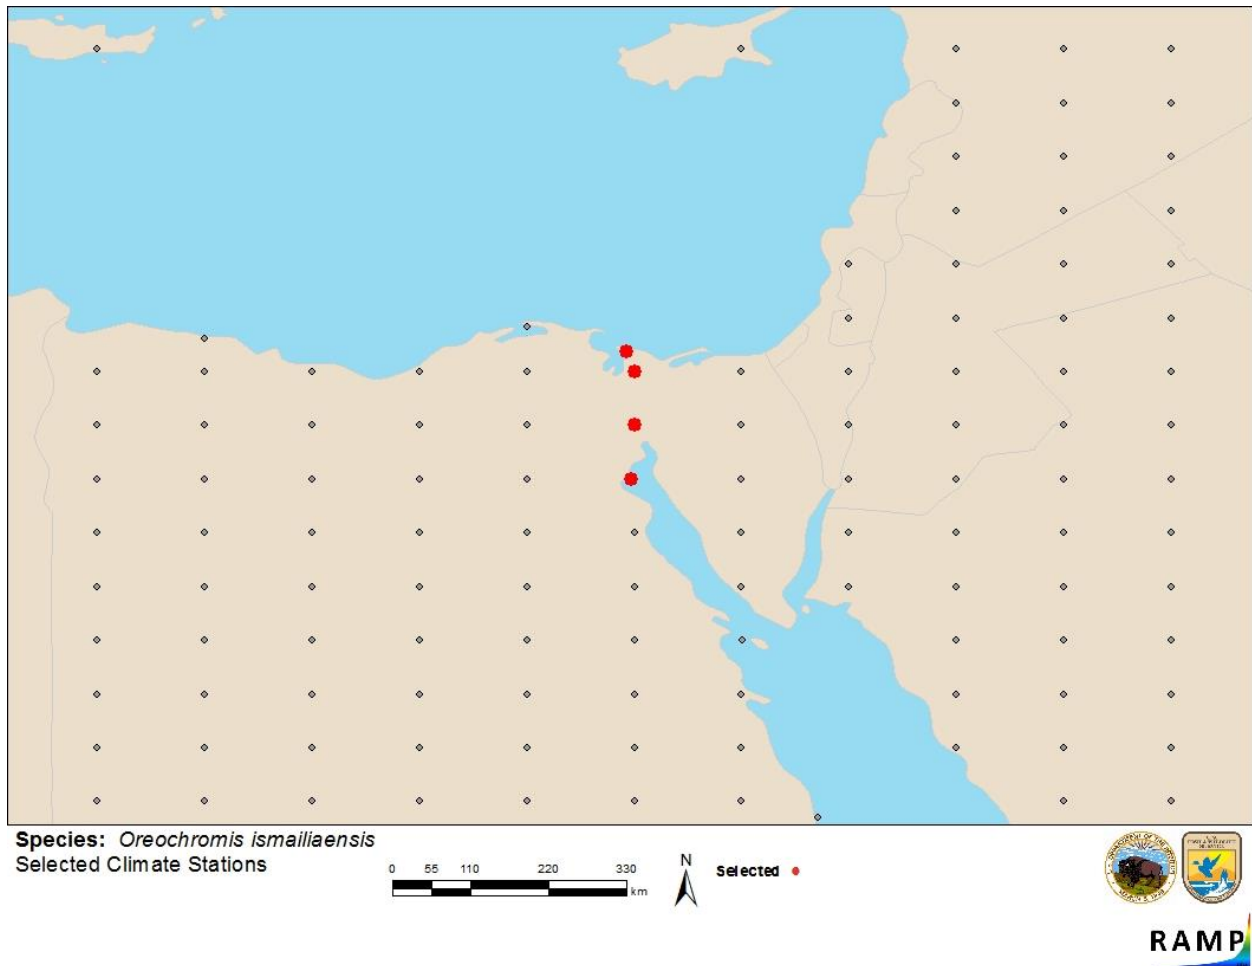 Species: Oreochromis ismailiaensis
Selected Climate Stations
0 55 110 220 330
km
N
Selected
RAMP